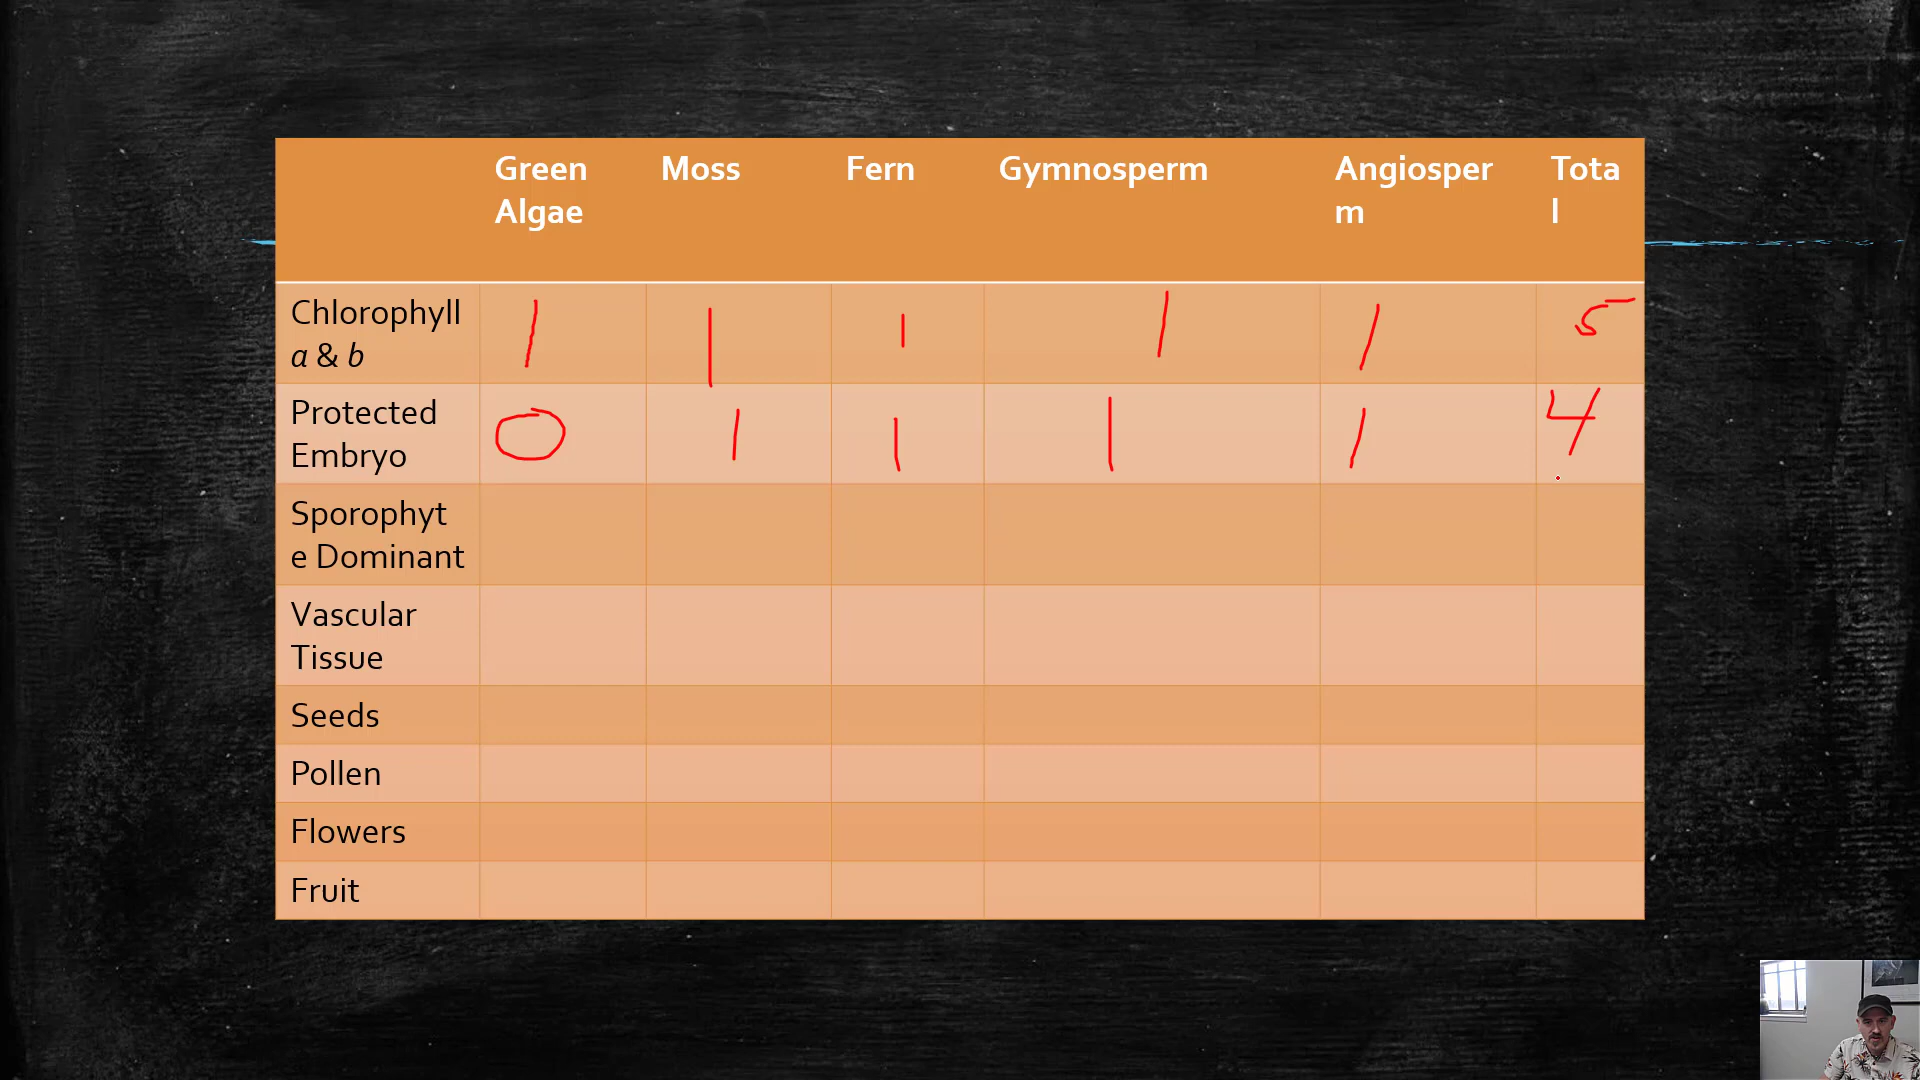 Green Algae Moss Fern Gymnosperm Angiosper m Tota l
Chlorophyll a & b 1 1 1 1 1 5
Protected Embryo 0 1 1 1 1 4
Sporophyt e Dominant
Vascular Tissue
Seeds
Pollen
Flowers
Fruit